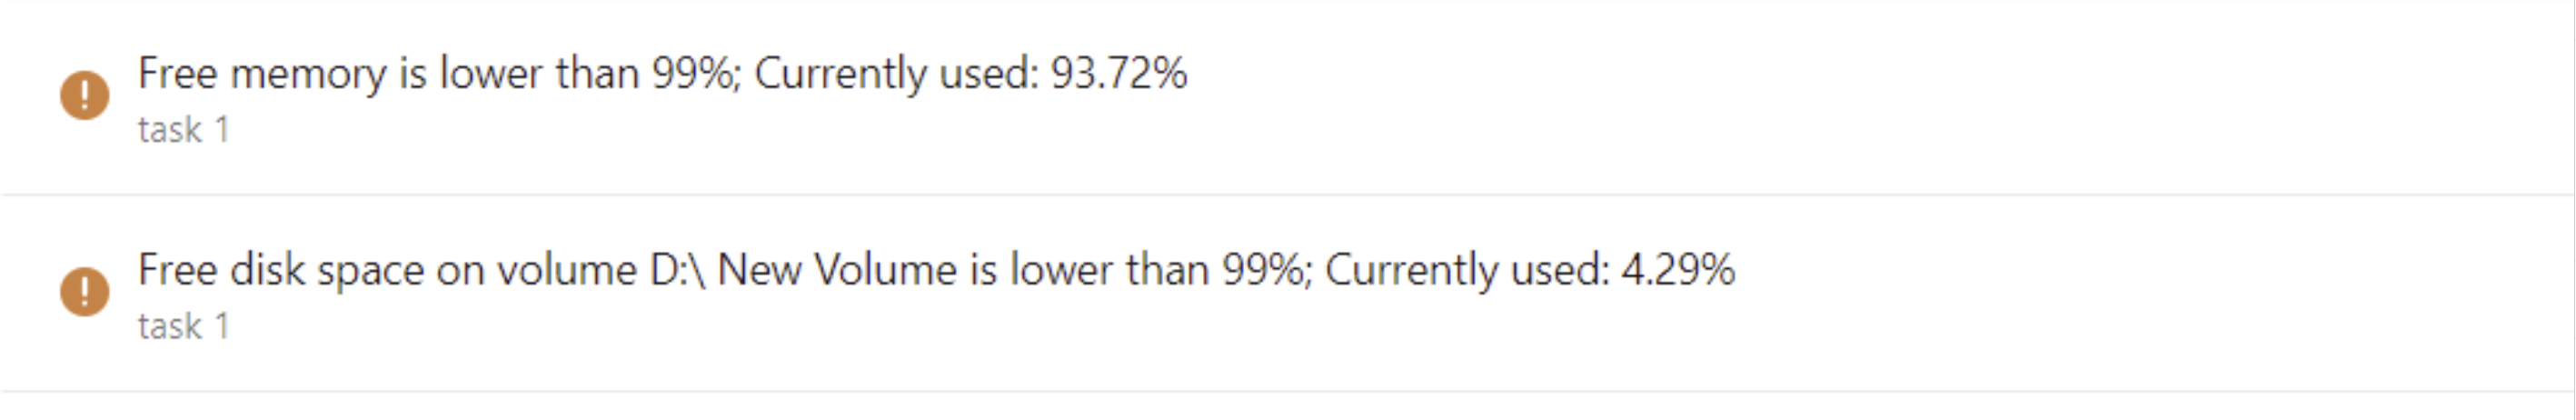 Free memory is lower than 99%; Currently used: 93.72%
task 1
Free disk space on volume D:\ New Volume is lower than 99%; Currently used: 4.29%
task 1